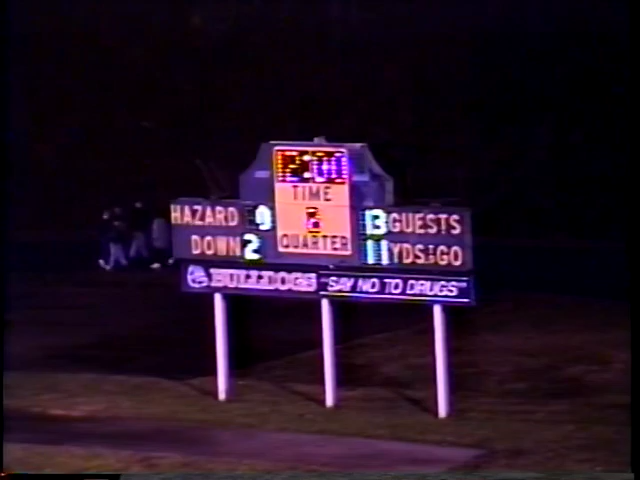 TIME
HAZARD 9 2 13 GUESTS
DOWN 2 QUARTER 11 YDS TO GO
BULLDOGS "SAY NO TO DRUGS"